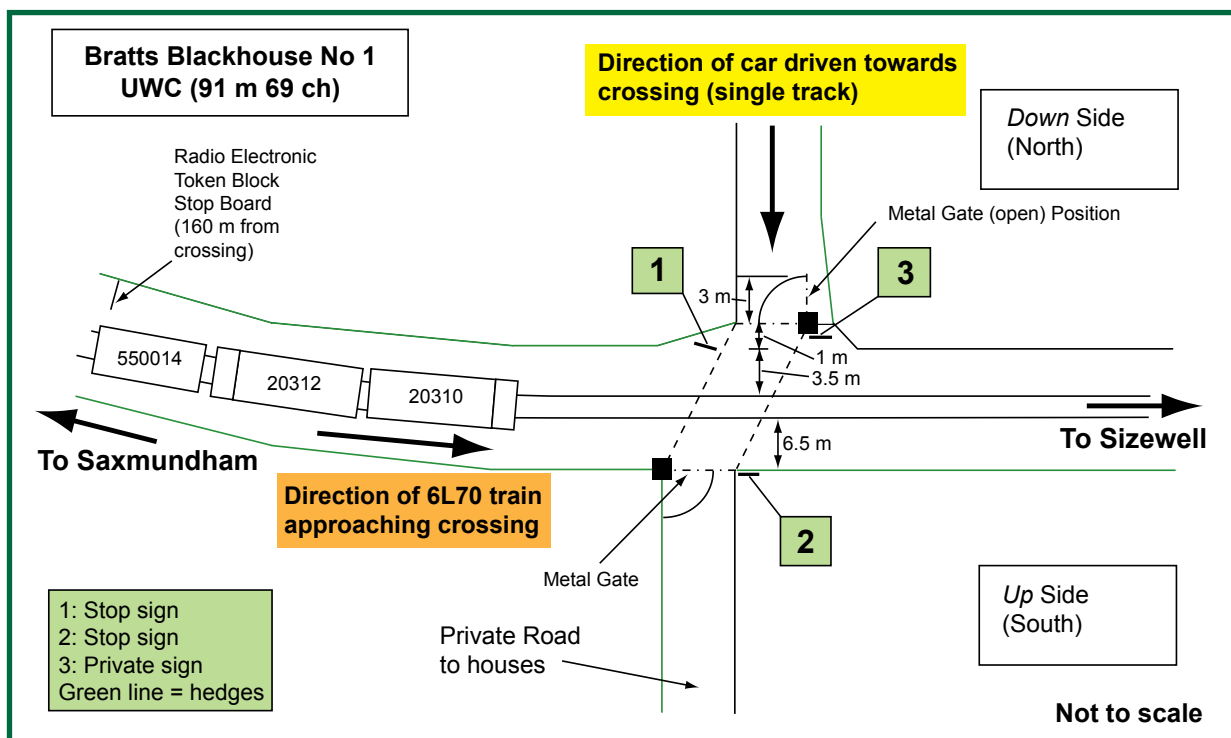 Bratts Blackhouse No 1
UWC (91 m 69 ch)
Direction of car driven towards
crossing (single track)
Down Side
(North)
Radio Electronic
Token Block
Stop Board
(160 m from
crossing)
Metal Gate (open) Position
1
3
3 m
1 m
3.5 m
550014
20312
20310
6.5 m
To Saxmundham
To Sizewell
Direction of 6L70 train
approaching crossing
2
Metal Gate
1: Stop sign
2: Stop sign
3: Private sign
Green line = hedges
Private Road
to houses
Up Side
(South)
Not to scale